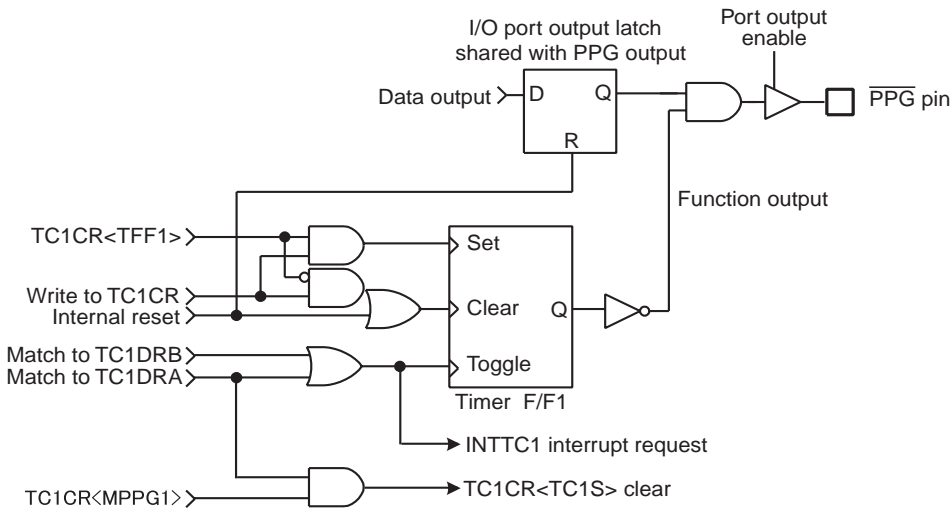 I/O port output latch
shared with PPG output
Port output
enable
Data output
D
Q
R
PPG pin
Function output
TC1CR<TFF1>
Set
Write to TC1CR
Internal reset
Clear
Q
Match to TC1DRB
Match to TC1DRA
Toggle
Timer F/F1
INTTC1 interrupt request
TC1CR<MPPG1>
TC1CR<TC1S> clear